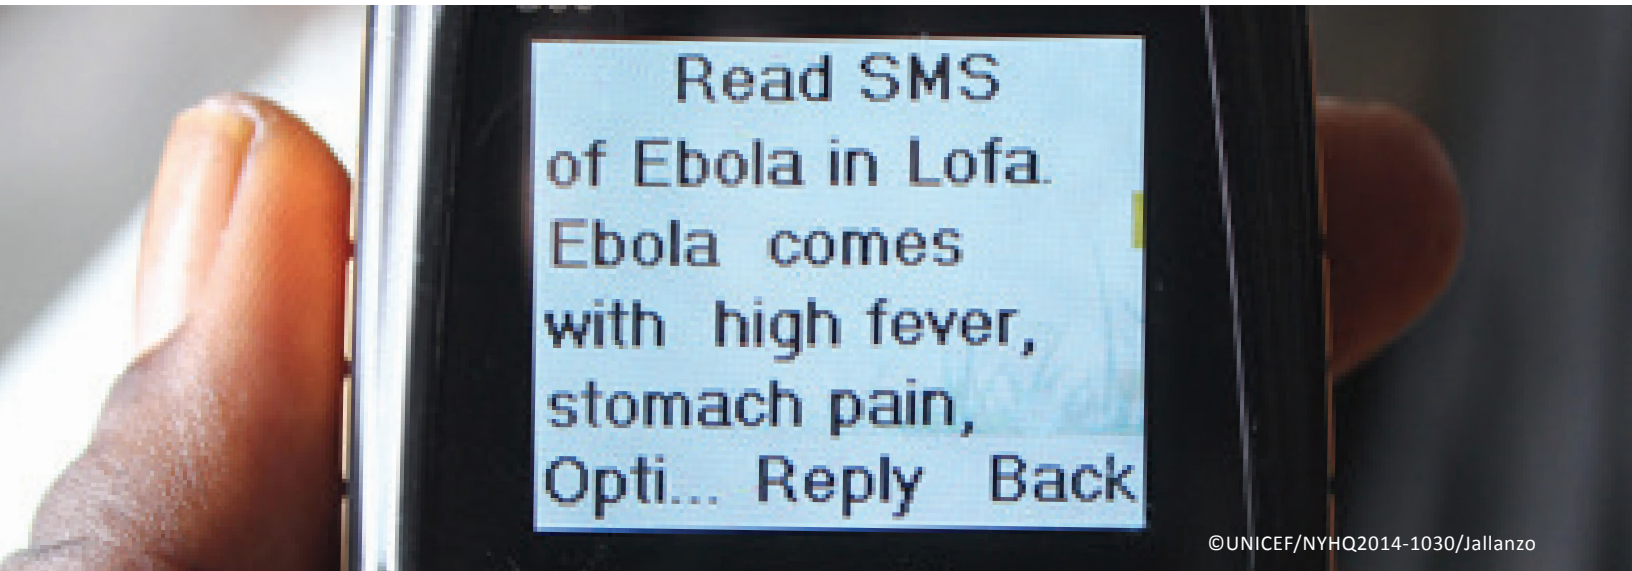 Read SMS
of Ebola in Lofa.
Ebola comes
with high fever,
stomach pain,
Opti... Reply Back
©UNICEF/NYHQ2014-1030/Jallanzo